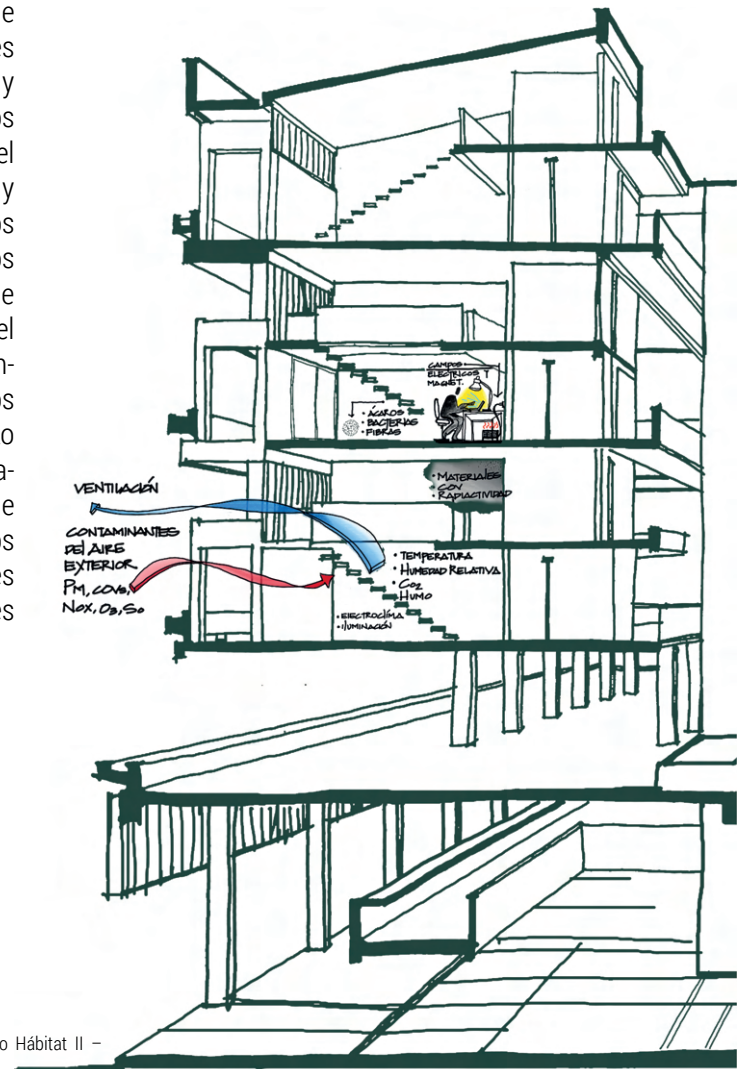 e
es
y
os
el
y
os
os
e
el
n-
os
o
a-
e
os
es
es
CAMPOS
ELÉCTRICOS Y
MAGNET.
• ÁCAROS
• BACTERIAS
• FIBRAS
• MATERIALES
COV
• RADIACTIVIDAD
VENTILACIÓN
CONTAMINANTES
DEL AIRE
EXTERIOR
PM, COVs,
NOX, O3, SO
• TEMPERATURA
• HUMEDAD RELATIVA
• CO2
HUMO
• ELECTROCLIMA
• ILUMINACIÓN
o Hábitat II –